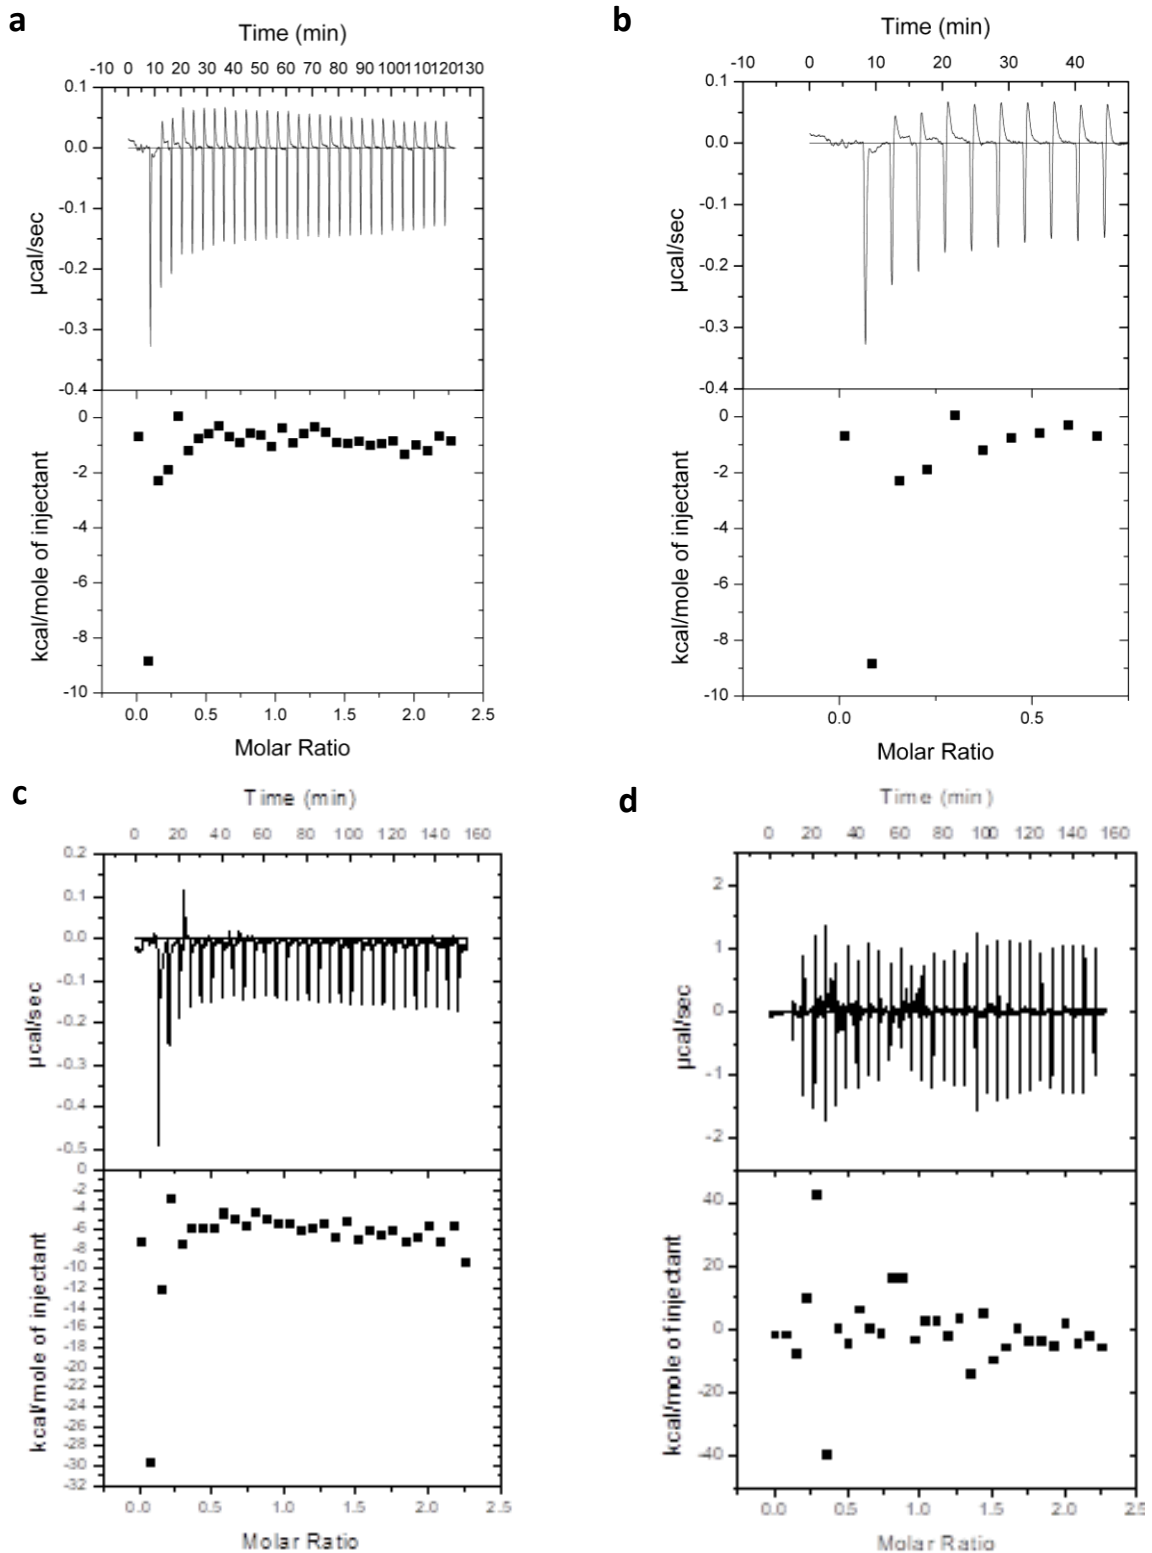 a
Time (min)
-10 0 10 20 30 40 50 60 70 80 90 100110120130
0.1
0.0
-0.1
-0.2
-0.3
-0.4
µcal/sec
0
-2
-4
-6
-8
-10
kcal/mole of injectant
0.0 0.5 1.0 1.5 2.0 2.5
Molar Ratio
b
Time (min)
-10 0 10 20 30 40
0.1
0.0
-0.1
-0.2
-0.3
-0.4
µcal/sec
0
-2
-4
-6
-8
-10
kcal/mole of injectant
0.0 0.5
Molar Ratio
c
Time (min)
0 20 40 60 80 100 120 140 160
0.2
0.1
0.0
-0.1
-0.2
-0.3
-0.4
-0.5
µcal/sec
0
-2
-4
-6
-8
-10
-12
-14
-16
-18
-20
-22
-24
-26
-28
-30
-32
kcal/mole of injectant
0.0 0.5 1.0 1.5 2.0 2.5
Molar Ratio
d
Time (min)
0 20 40 60 80 100 120 140 160
2
1
0
-1
-2
µcal/sec
40
20
0
-20
-40
kcal/mole of injectant
0.0 0.5 1.0 1.5 2.0 2.5
Molar Ratio